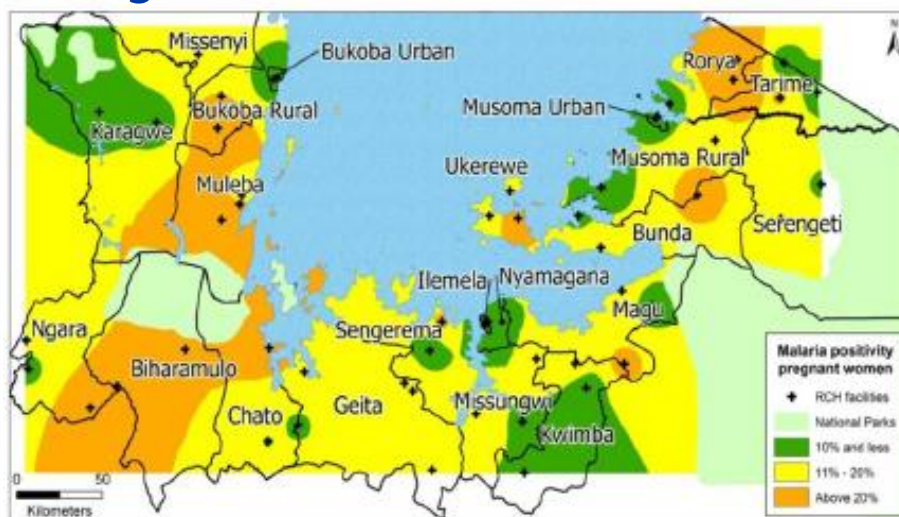 Missenyi
Bukoba Urban
Rorya
Tarime
Bukoba Rural
Musoma Urban
Karagwe
Ukerewe
Musoma Rural
Muleba
Serengeti
Bunda
Ilemela
Nyamagana
Magu
Ngara
Sengerema
Biharamulo
Missungwi
Chato
Geita
Kwimba
Malaria positivity
pregnant women
RCH facilities
National Parks
10% and less
11% - 20%
Above 20%
0
50
Kilometers
N